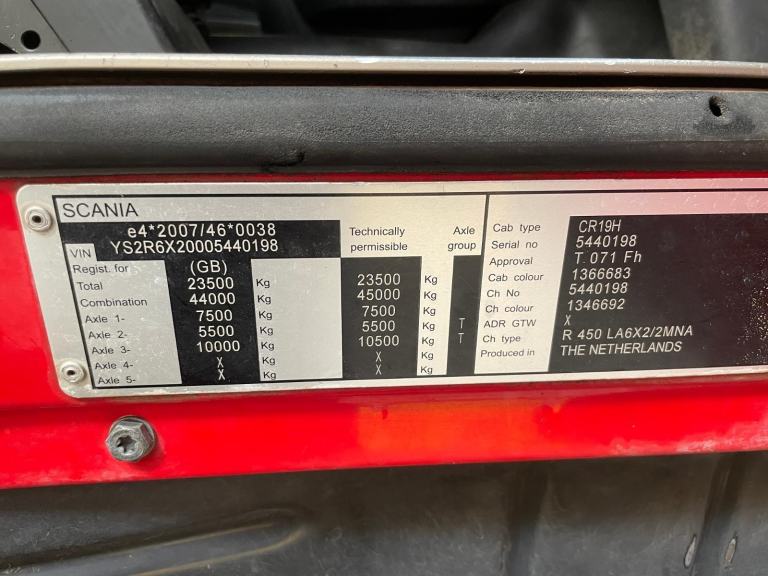 SCANIA
e4*2007/46*0038
VIN YS2R6X20005440198
Technically permissible Axle group
Regist. for (GB)
Total 23500 Kg 23500 Kg
Combination 44000 Kg 45000 Kg
Axle 1- 7500 Kg 7500 Kg
Axle 2- 5500 Kg 5500 Kg T
Axle 3- 10000 Kg 10500 Kg T
Axle 4- X Kg X Kg
Axle 5- X Kg X Kg
Cab type CR19H
Serial no 5440198
Approval T. 071 Fh
Cab colour 1366683
Ch No 5440198
Ch colour 1346692
ADR GTW X
Ch type R 450 LA6X2/2MNA
Produced in THE NETHERLANDS